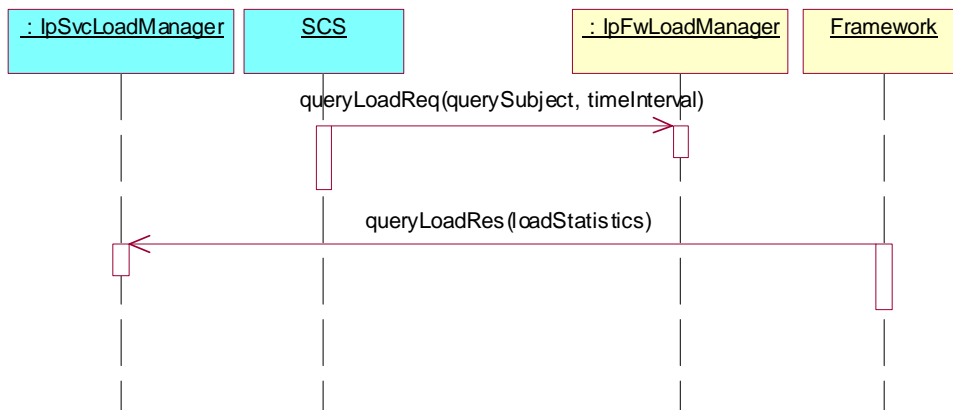 : IpSvcLoadManager
SCS
: IpFwLoadManager
Framework
queryLoadReq(querySubject, timeInterval)
queryLoadRes(loadStatistics)